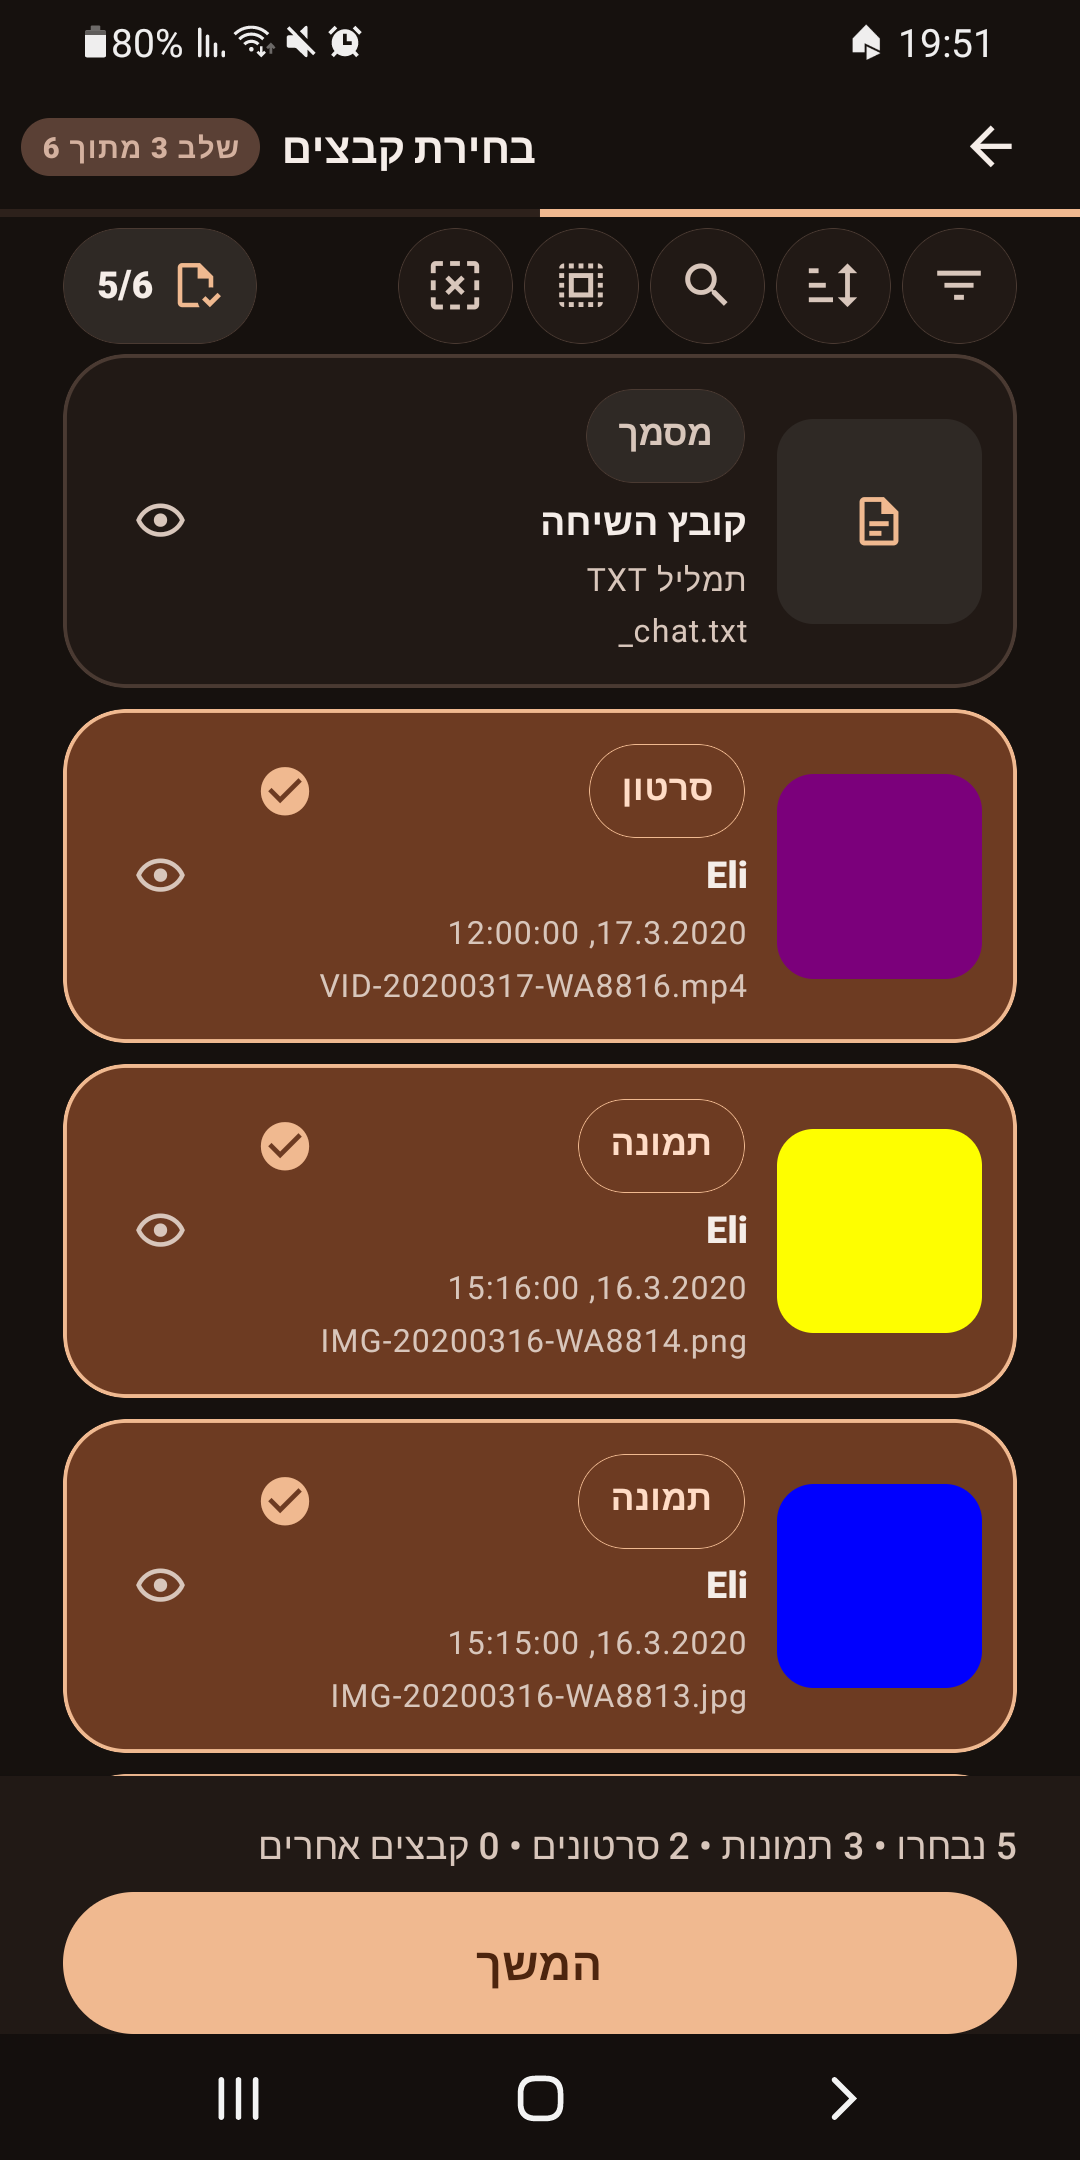 80% 19:51
בחירת קבצים שלב 3 מתוך 6
5/6
מסמך
קובץ השיחה
תמליל TXT
_chat.txt
סרטון
Eli
17.3.2020, 12:00:00
VID-20200317-WA8816.mp4
תמונה
Eli
16.3.2020, 15:16:00
IMG-20200316-WA8814.png
תמונה
Eli
16.3.2020, 15:15:00
IMG-20200316-WA8813.jpg
5 נבחרו • 3 תמונות • 2 סרטונים • 0 קבצים אחרים
המשך